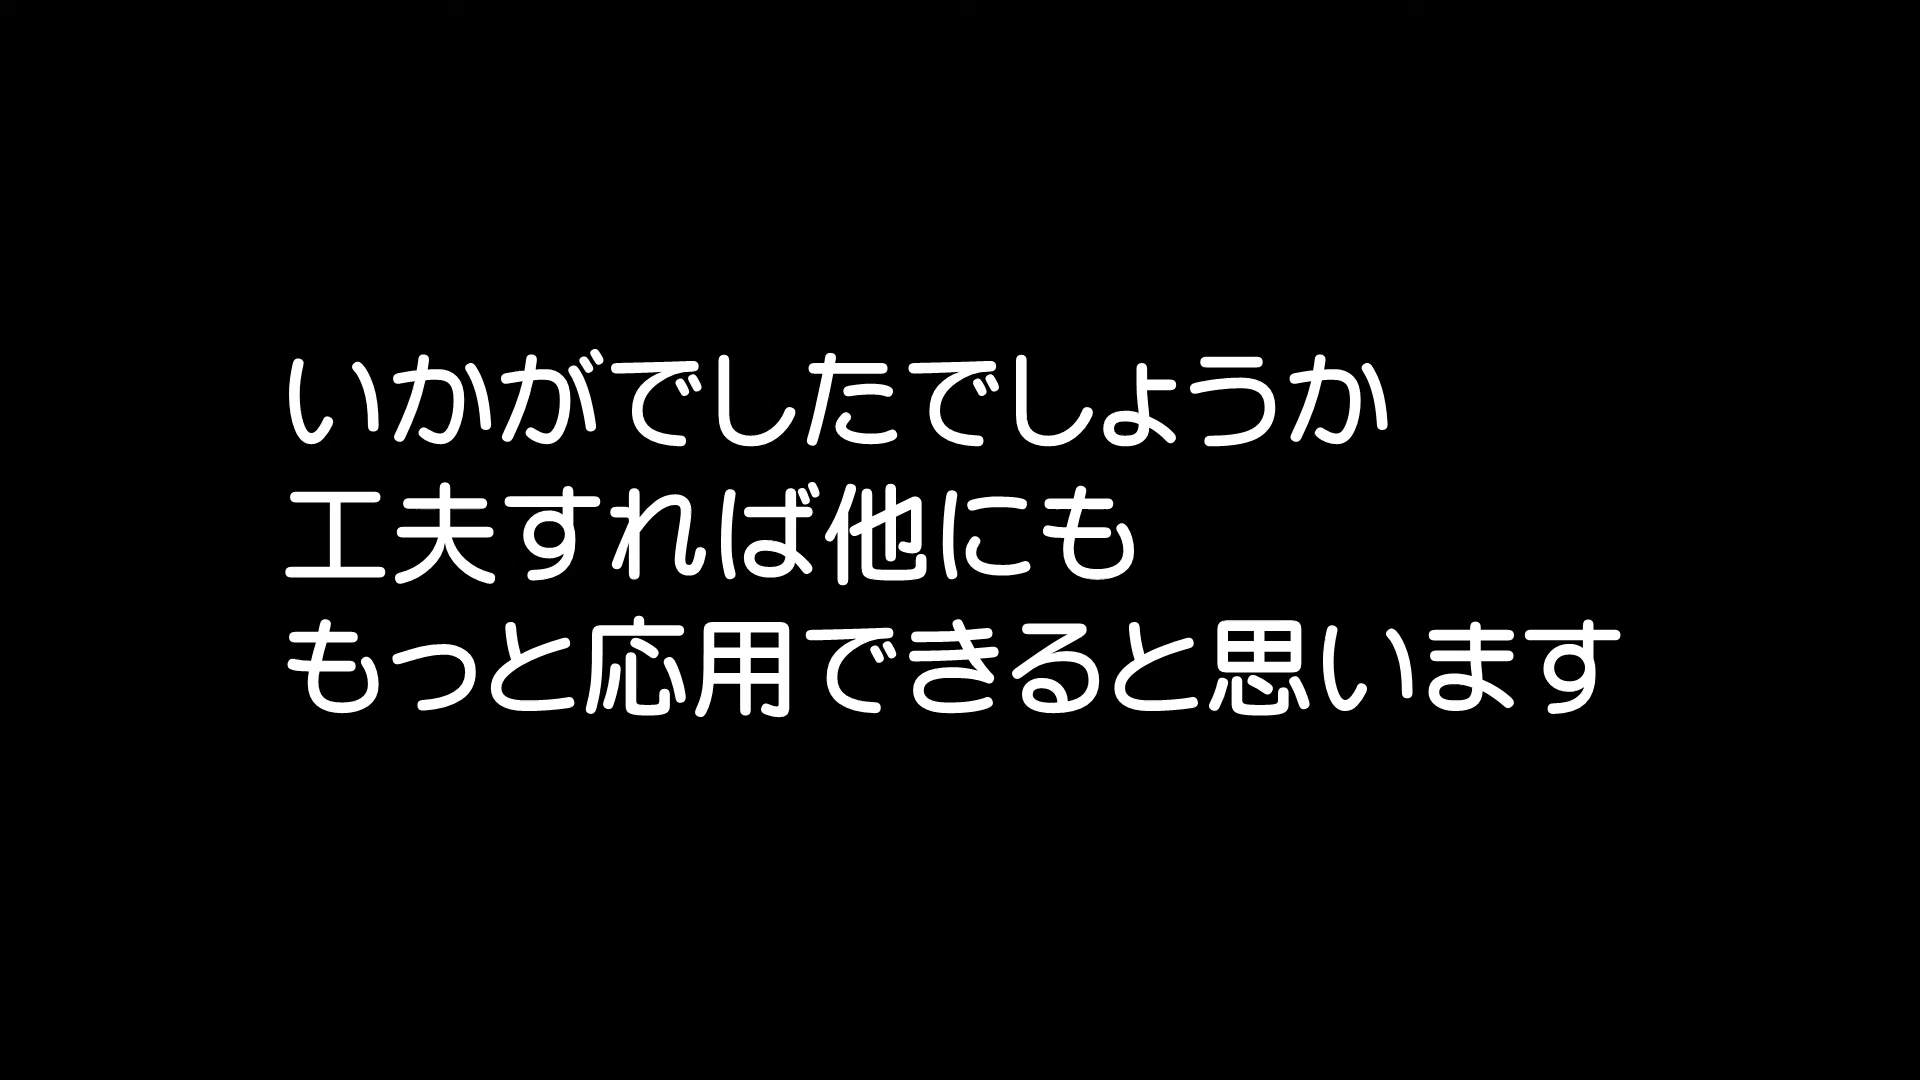 いかがでしたでしょうか
工夫すれば他にも
もっと応用できると思います